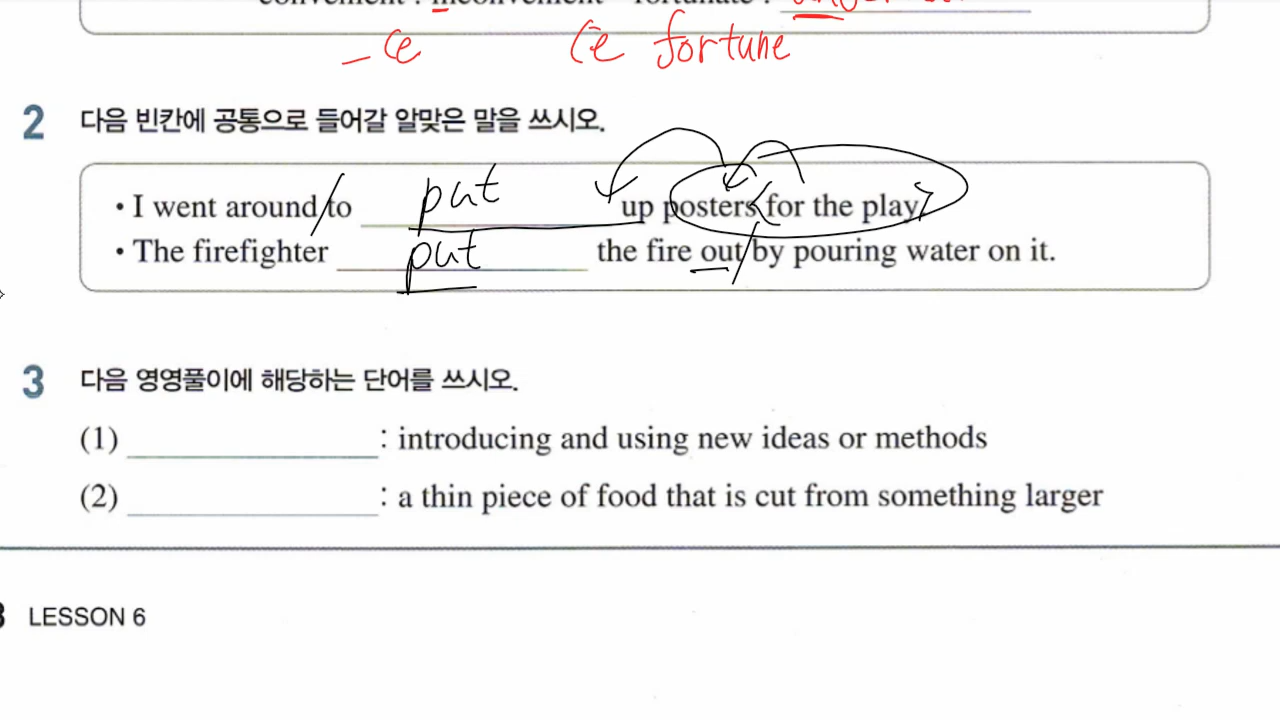 convenient : inconvenient fortunate :
_ ce ce fortune
2 다음 빈칸에 공통으로 들어갈 알맞은 말을 쓰시오.
• I went around/to put up posters <for the play>
• The firefighter put the fire out/by pouring water on it.
3 다음 영영풀이에 해당하는 단어를 쓰시오.
(1) : introducing and using new ideas or methods
(2) : a thin piece of food that is cut from something larger
LESSON 6